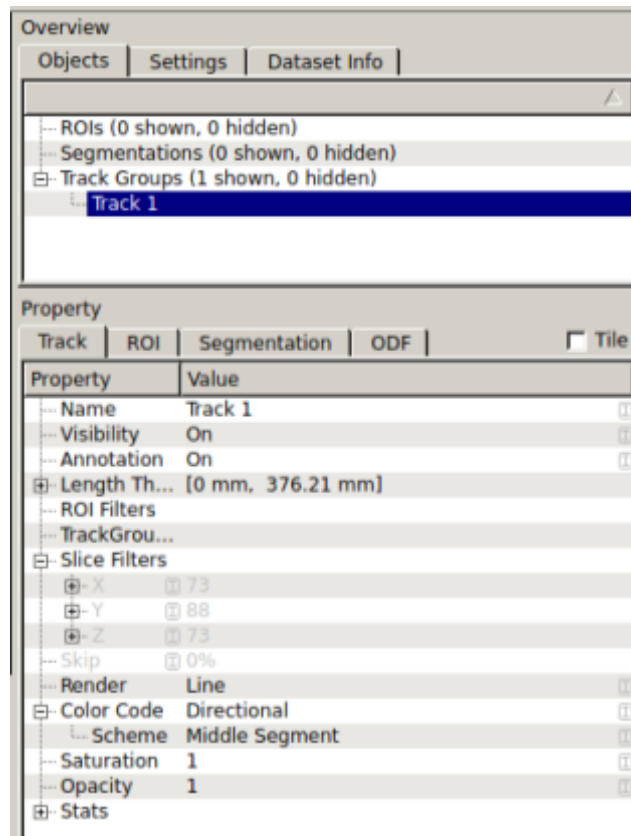 Overview
Objects Settings Dataset Info
ROIs (0 shown, 0 hidden)
Segmentations (0 shown, 0 hidden)
Track Groups (1 shown, 0 hidden)
Track 1
Property
Track ROI Segmentation ODF Tile
Property Value
Name Track 1
Visibility On
Annotation On
Length Th... [0 mm, 376.21 mm]
ROI Filters
TrackGrou...
Slice Filters
X 73
Y 88
Z 73
Skip 0%
Render Line
Color Code Directional
Scheme Middle Segment
Saturation 1
Opacity 1
Stats